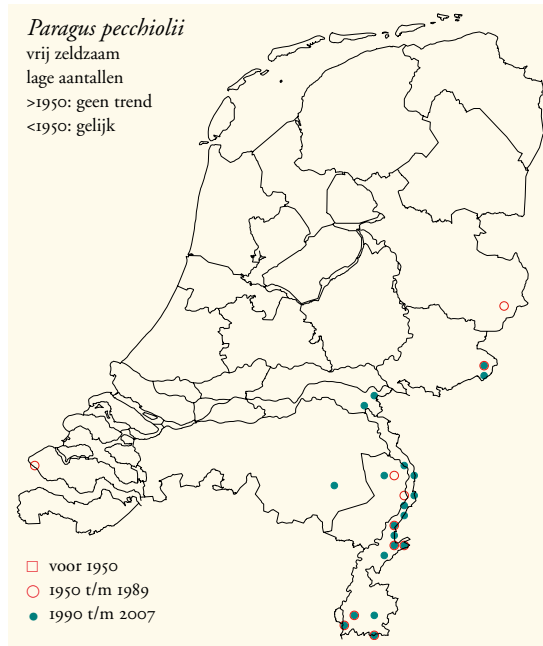 Paragus pecchiolii
vrij zeldzaam
lage aantallen
>1950: geen trend
<1950: gelijk
voor 1950
1950 t/m 1989
1990 t/m 2007